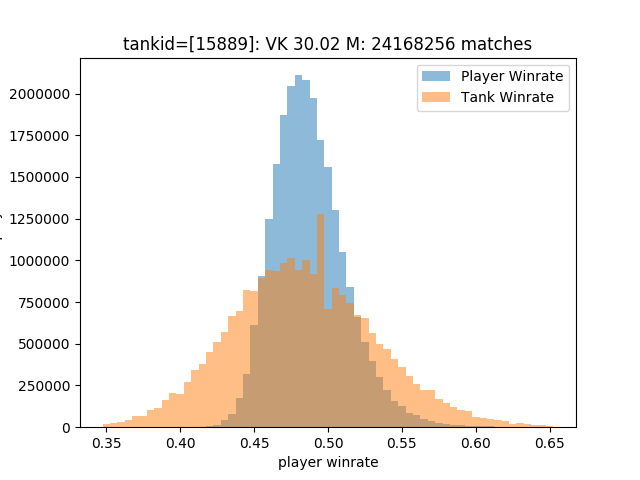 tankid=[15889]: VK 30.02 M: 24168256 matches
Player Winrate
Tank Winrate
2000000
1750000
1500000
1250000
1000000
750000
500000
250000
0
0.35 0.40 0.45 0.50 0.55 0.60 0.65
player winrate